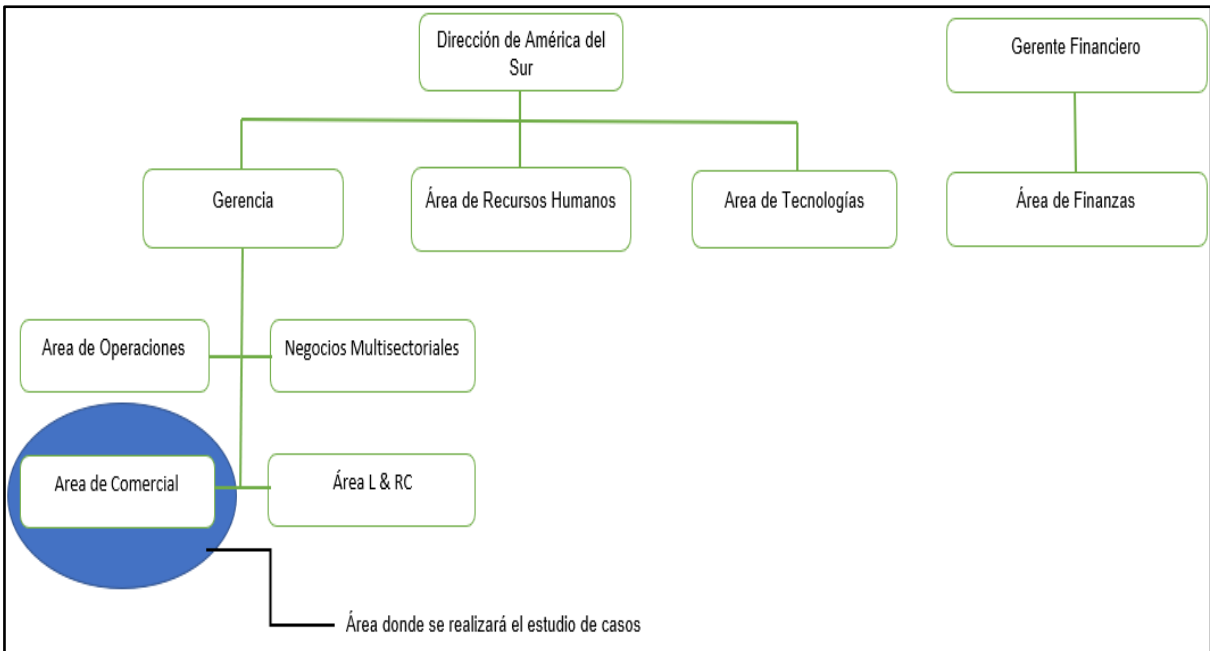 Dirección de América del
Sur
Gerente Financiero
Gerencia
Área de Recursos Humanos
Area de Tecnologías
Área de Finanzas
Area de Operaciones
Negocios Multisectoriales
Area de Comercial
Área L & RC
Área donde se realizará el estudio de casos